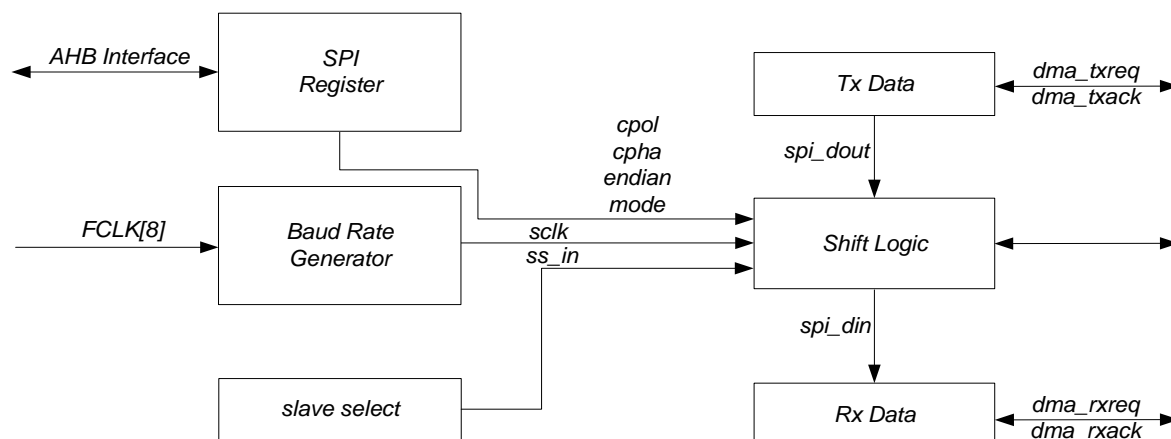 AHB Interface
SPI
Register
Tx Data
dma_txreq
dma_txack
cpol
cpha
endian
mode
spi_dout
FCLK[8]
Baud Rate
Generator
sclk
ss_in
Shift Logic
spi_din
slave select
Rx Data
dma_rxreq
dma_rxack